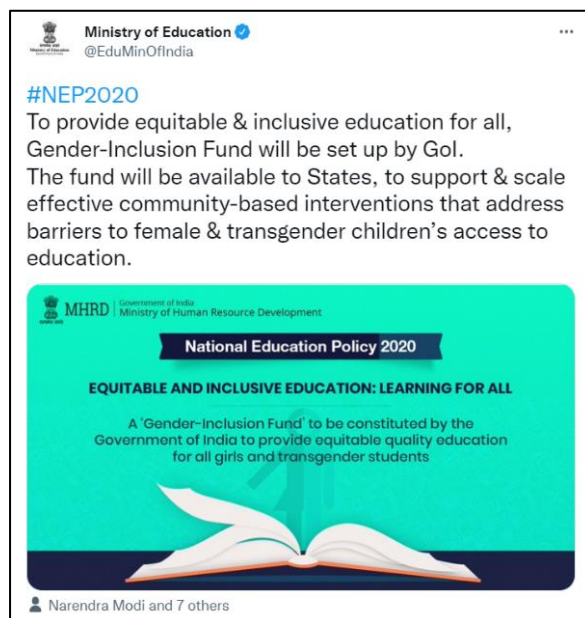 Ministry of Education
@EduMinOfIndia
#NEP2020
To provide equitable & inclusive education for all,
Gender-Inclusion Fund will be set up by GoI.
The fund will be available to States, to support & scale
effective community-based interventions that address
barriers to female & transgender children’s access to
education.
MHRD
Government of India
Ministry of Human Resource Development
National Education Policy 2020
EQUITABLE AND INCLUSIVE EDUCATION: LEARNING FOR ALL
A 'Gender-Inclusion Fund' to be constituted by the
Government of India to provide equitable quality education
for all girls and transgender students
Narendra Modi and 7 others